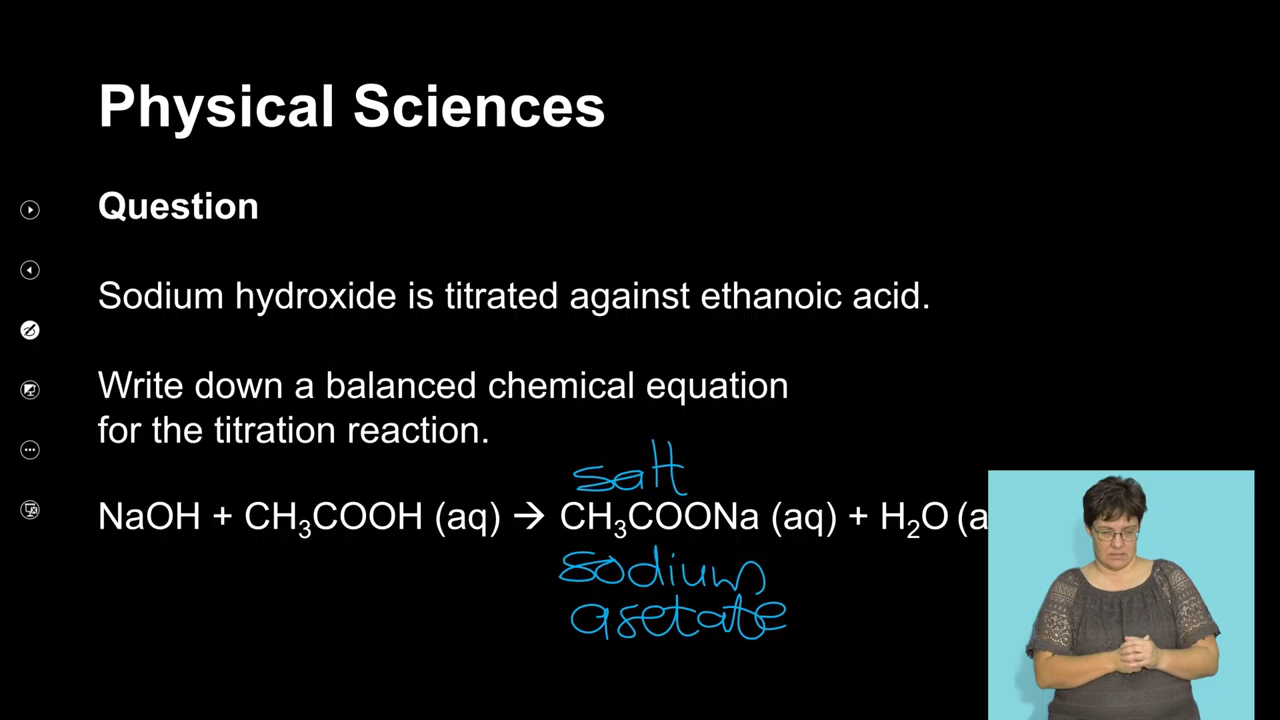 Physical Sciences
Question
Sodium hydroxide is titrated against ethanoic acid.
Write down a balanced chemical equation
for the titration reaction.
salt
NaOH + CH₃COOH (aq) → CH₃COONa (aq) + H₂O (a
sodium
asetate